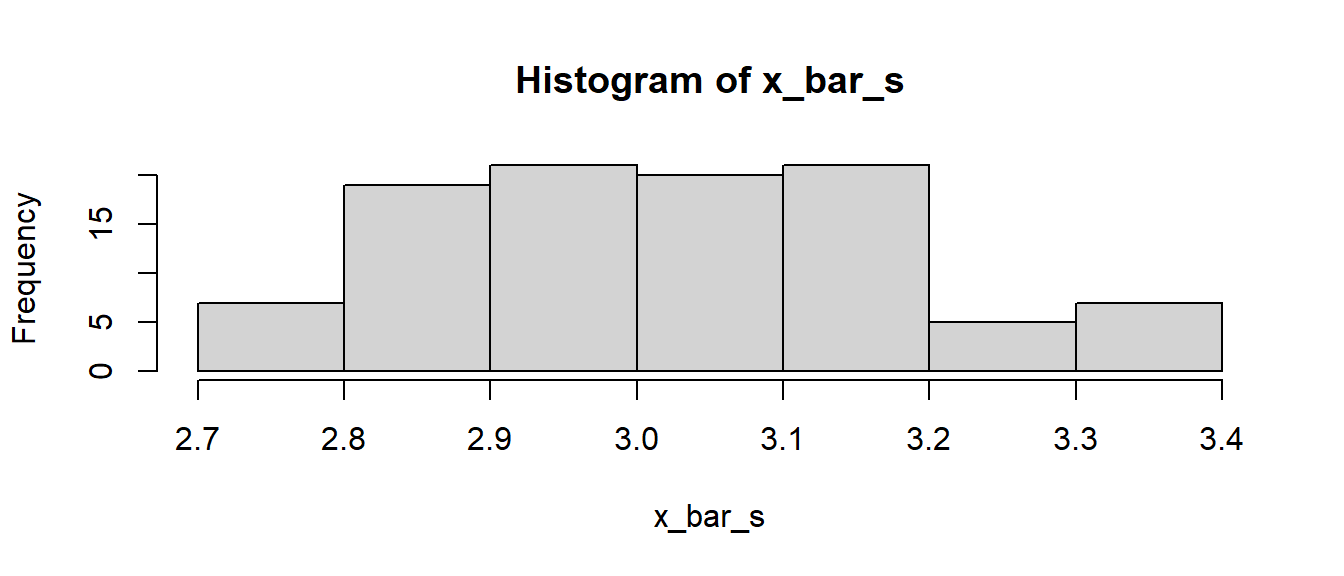 Histogram of x_bar_s
Frequency
15
5
0
2.7 2.8 2.9 3.0 3.1 3.2 3.3 3.4
x_bar_s